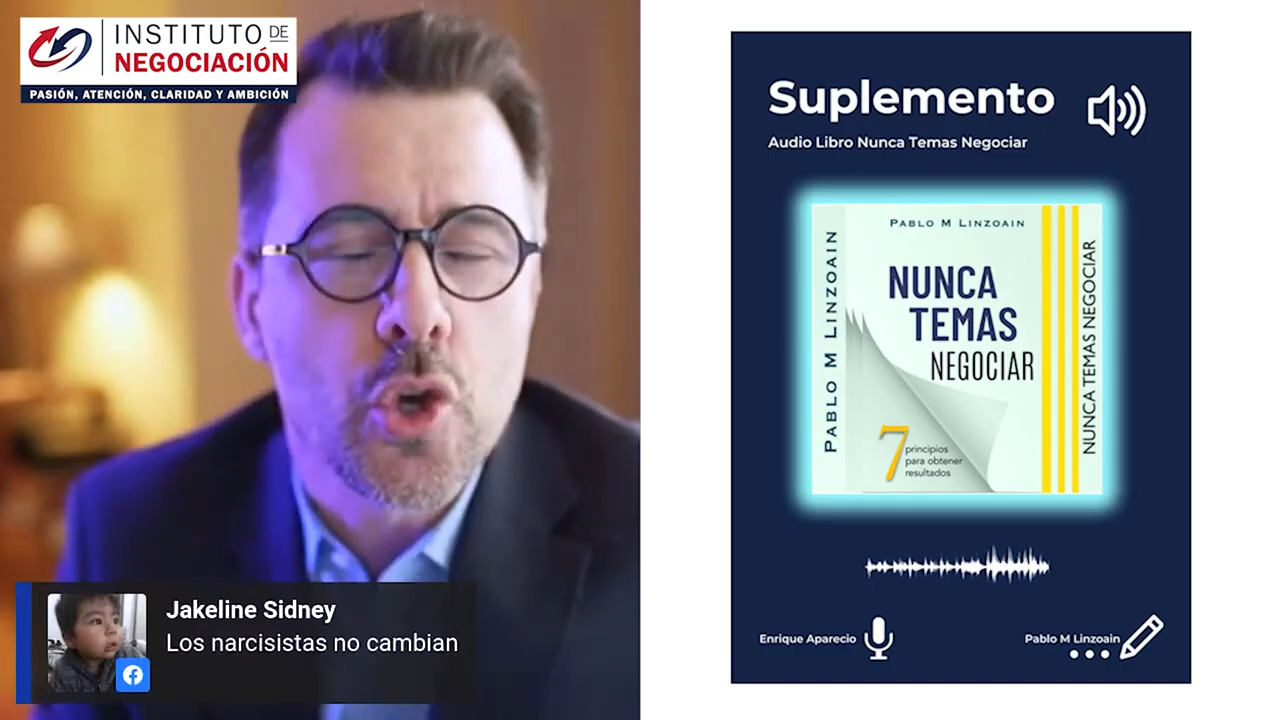 INSTITUTO DE
NEGOCIACIÓN
PASIÓN, ATENCIÓN, CLARIDAD Y AMBICIÓN
Jakeline Sidney
Los narcisistas no cambian
Suplemento
Audio Libro Nunca Temas Negociar
PABLO M LINZOAIN
PABLO M LINZOAIN
NUNCA
TEMAS
NEGOCIAR
7
principios
para obtener
resultados
NUNCA TEMAS NEGOCIAR
Enrique Aparecio
Pablo M Linzoain